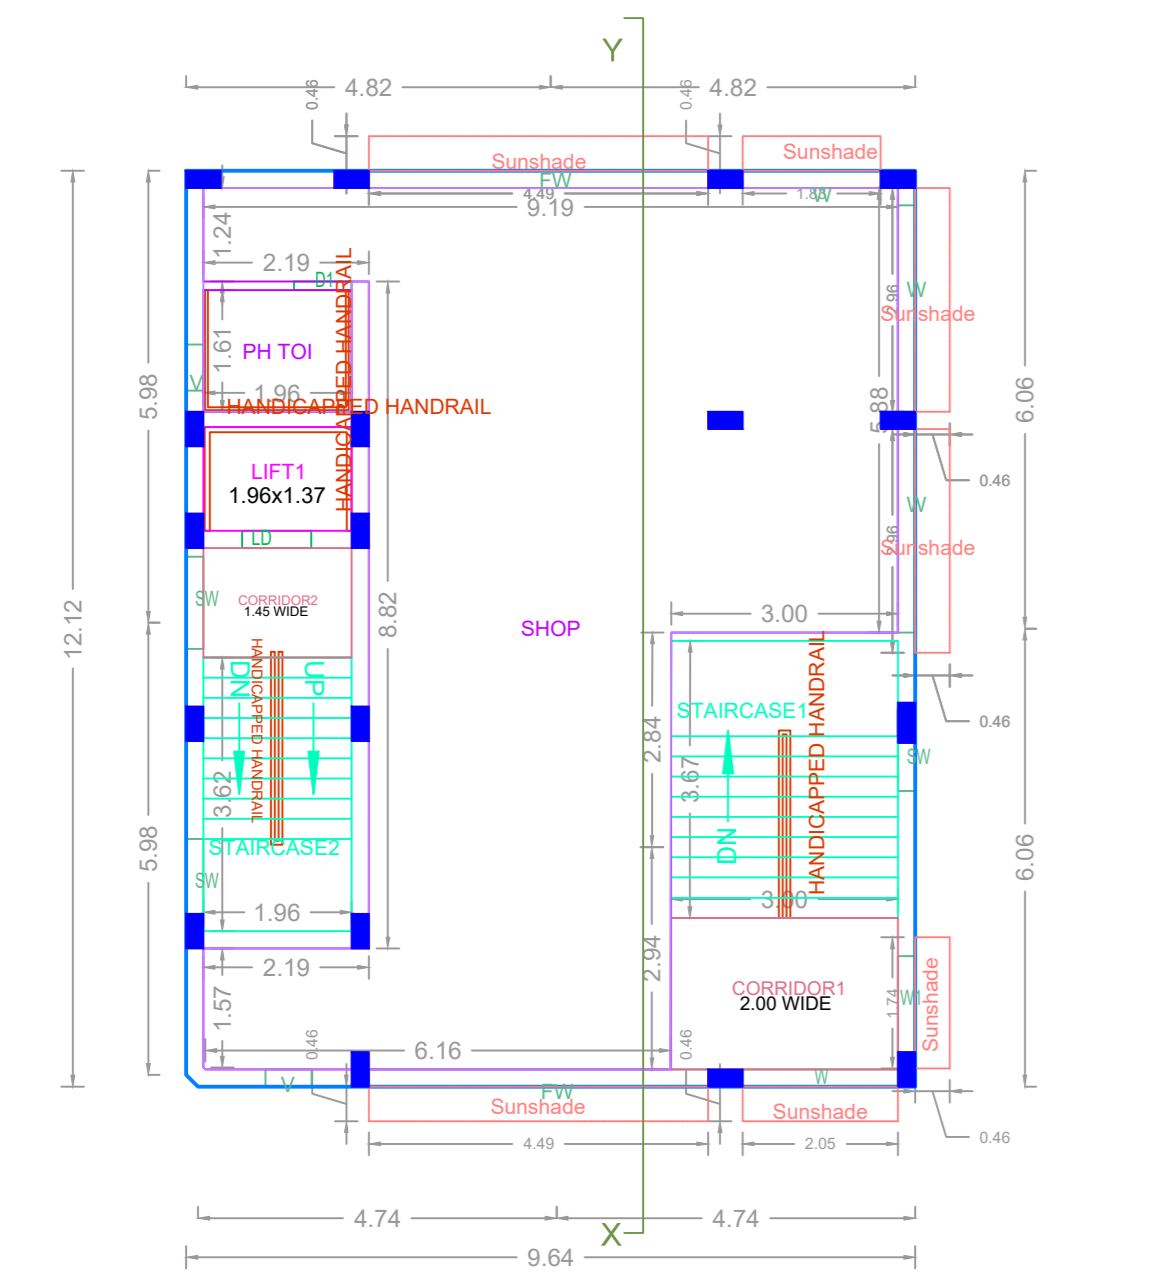 Y
4.82
4.82
0.46
0.46
Sunshade
Sunshade
FW
W
4.49
9.19
1.24
2.19
D1
W
Sunshade
5.98
1.61
PH TOI
HANDICAPPED HANDRAIL
V
1.96
HANDICAPPED HANDRAIL
5.88
6.06
LIFT1
1.96x1.37
0.46
W
LD
Sunshade
CORRIDOR2
1.45 WIDE
SW
12.12
8.82
3.00
SHOP
DN
UP
HANDICAPPED HANDRAIL
STAIRCASE1
HANDICAPPED HANDRAIL
0.46
2.84
3.67
SW
3.62
DN
STAIRCASE2
5.98
6.06
SW
3.00
1.96
2.19
2.94
CORRIDOR1
2.00 WIDE
1.74
W1
Sunshade
1.57
0.46
6.16
0.46
V
FW
W
Sunshade
Sunshade
4.49
2.05
0.46
4.74
4.74
X
9.64